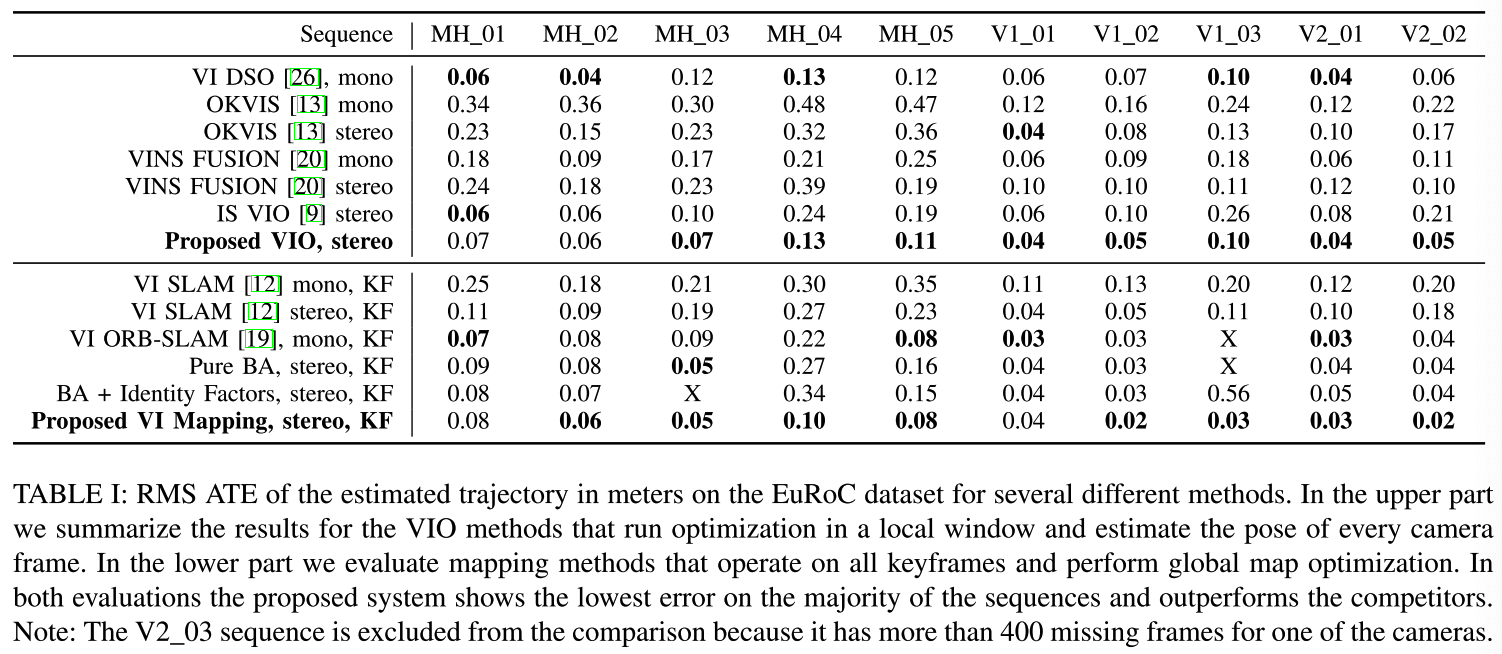 Sequence MH_01 MH_02 MH_03 MH_04 MH_05 V1_01 V1_02 V1_03 V2_01 V2_02
VI DSO [26], mono 0.06 0.04 0.12 0.13 0.12 0.06 0.07 0.10 0.04 0.06
OKVIS [13] mono 0.34 0.36 0.30 0.48 0.47 0.12 0.16 0.24 0.12 0.22
OKVIS [13] stereo 0.23 0.15 0.23 0.32 0.36 0.04 0.08 0.13 0.10 0.17
VINS FUSION [20] mono 0.18 0.09 0.17 0.21 0.25 0.06 0.09 0.18 0.06 0.11
VINS FUSION [20] stereo 0.24 0.18 0.23 0.39 0.19 0.10 0.10 0.11 0.12 0.10
IS VIO [9] stereo 0.06 0.06 0.10 0.24 0.19 0.06 0.10 0.26 0.08 0.21
Proposed VIO, stereo 0.07 0.06 0.07 0.13 0.11 0.04 0.05 0.10 0.04 0.05
VI SLAM [12] mono, KF 0.25 0.18 0.21 0.30 0.35 0.11 0.13 0.20 0.12 0.20
VI SLAM [12] stereo, KF 0.11 0.09 0.19 0.27 0.23 0.04 0.05 0.11 0.10 0.18
VI ORB-SLAM [19], mono, KF 0.07 0.08 0.09 0.22 0.08 0.03 0.03 X 0.03 0.04
Pure BA, stereo, KF 0.09 0.08 0.05 0.27 0.16 0.04 0.03 X 0.04 0.04
BA + Identity Factors, stereo, KF 0.08 0.07 X 0.34 0.15 0.04 0.03 0.56 0.05 0.04
Proposed VI Mapping, stereo, KF 0.08 0.06 0.05 0.10 0.08 0.04 0.02 0.03 0.03 0.02
TABLE I: RMS ATE of the estimated trajectory in meters on the EuRoC dataset for several different methods. In the upper part
we summarize the results for the VIO methods that run optimization in a local window and estimate the pose of every camera
frame. In the lower part we evaluate mapping methods that operate on all keyframes and perform global map optimization. In
both evaluations the proposed system shows the lowest error on the majority of the sequences and outperforms the competitors.
Note: The V2_03 sequence is excluded from the comparison because it has more than 400 missing frames for one of the cameras.